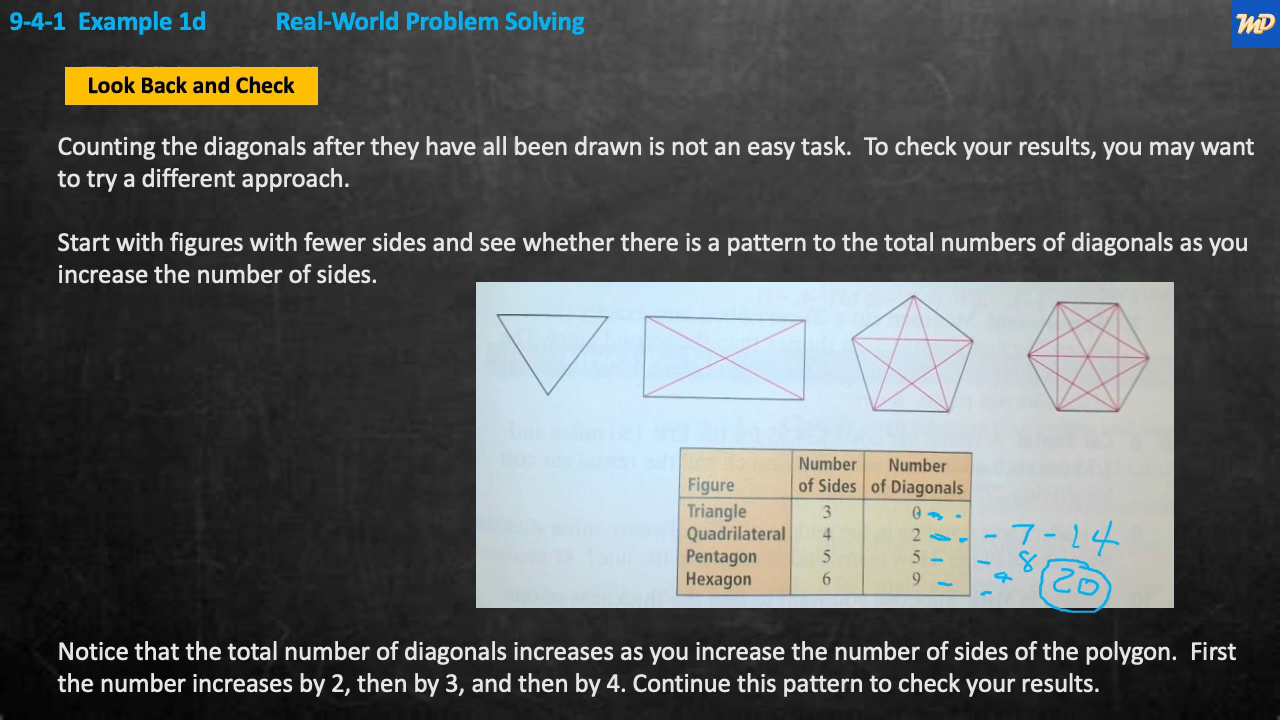 9-4-1 Example 1d Real-World Problem Solving
MP
Look Back and Check
Counting the diagonals after they have all been drawn is not an easy task. To check your results, you may want
to try a different approach.
Start with figures with fewer sides and see whether there is a pattern to the total numbers of diagonals as you
increase the number of sides.
Figure Number of Sides Number of Diagonals
Triangle 3 0
Quadrilateral 4 2 - 7 - 14
Pentagon 5 5 - 8 20
Hexagon 6 9
Notice that the total number of diagonals increases as you increase the number of sides of the polygon. First
the number increases by 2, then by 3, and then by 4. Continue this pattern to check your results.